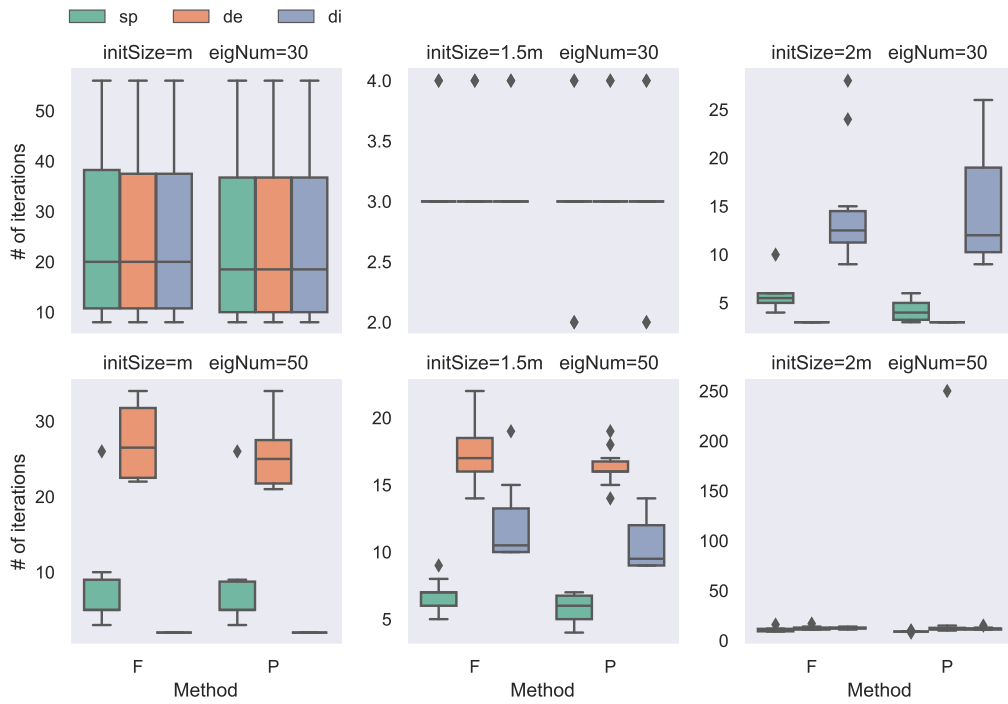 sp de di
initSize=m eigNum=30
initSize=1.5m eigNum=30
initSize=2m eigNum=30
# of iterations
50
40
30
20
10
4.0
3.5
3.0
2.5
2.0
25
20
15
10
5
initSize=m eigNum=50
initSize=1.5m eigNum=50
initSize=2m eigNum=50
# of iterations
30
20
10
20
15
10
5
250
200
150
100
50
0
F P
F P
F P
Method
Method
Method